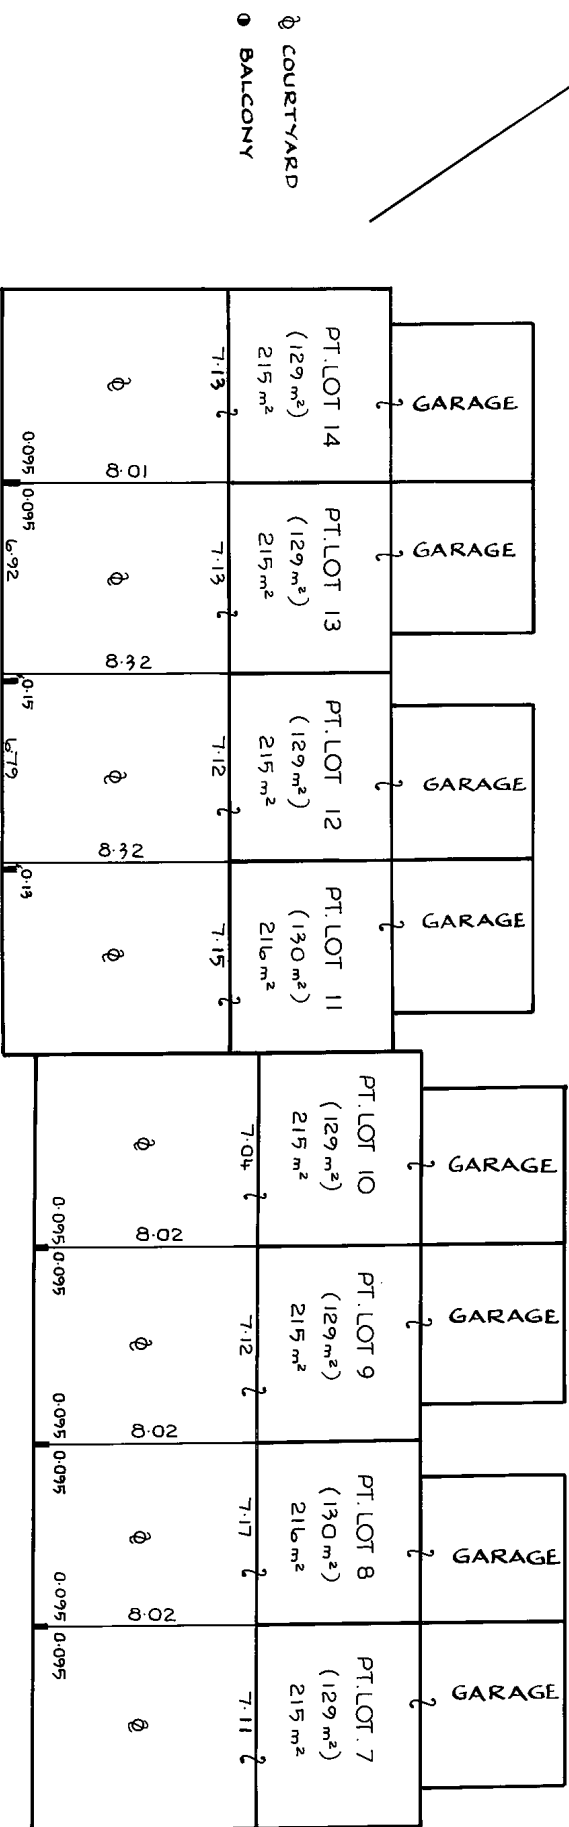 COURTYARD
BALCONY
PT. LOT 14
(129 m²)
215 m²
7.13
GARAGE
8.01
0.095
0.095
6.92
PT. LOT 13
(129 m²)
215 m²
7.13
GARAGE
8.32
0.15
6.79
PT. LOT 12
(129 m²)
215 m²
7.12
GARAGE
8.32
0.13
PT. LOT 11
(130 m²)
216 m²
7.15
GARAGE
PT. LOT 10
(129 m²)
215 m²
7.04
GARAGE
8.02
0.095
0.095
PT. LOT 9
(129 m²)
215 m²
7.12
GARAGE
8.02
0.095
0.095
PT. LOT 8
(130 m²)
216 m²
7.17
GARAGE
8.02
0.095
0.095
PT. LOT. 7
(129 m²)
215 m²
7.11
GARAGE